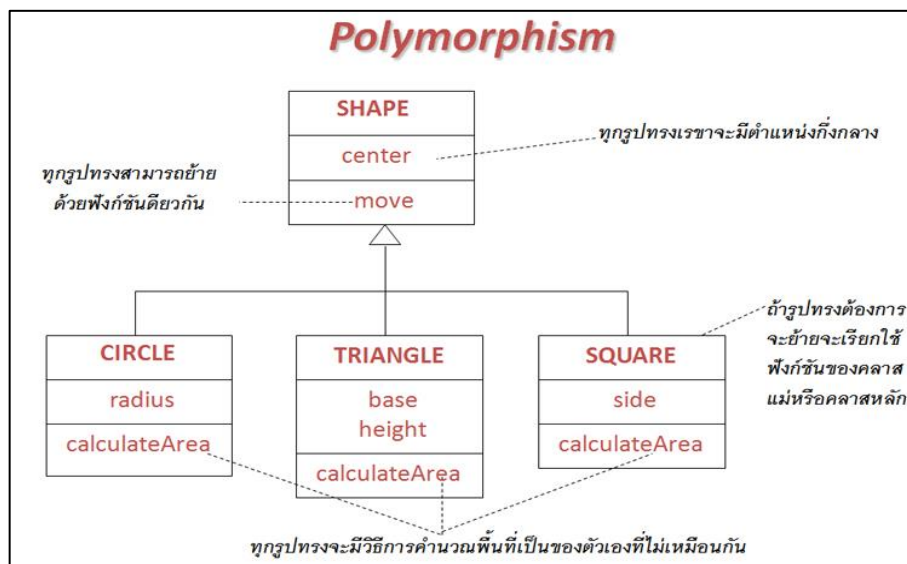 Polymorphism
SHAPE
center
move
ทุกรูปทรงเรขาจะมีตำแหน่งกึ่งกลาง
ทุกรูปทรงสามารถย้าย
ด้วยฟังก์ชันดียวกัน
CIRCLE
radius
calculateArea
TRIANGLE
base
height
calculateArea
SQUARE
side
calculateArea
ถ้ารูปทรงต้องการ
จะย้ายจะเรียกใช้
ฟังก์ชันของคลาส
แม่หรือคลาสหลัก
ทุกรูปทรงจะมีวิธีการคำนวณพื้นที่เป็นของตัวเองที่ไม่เหมือนกัน